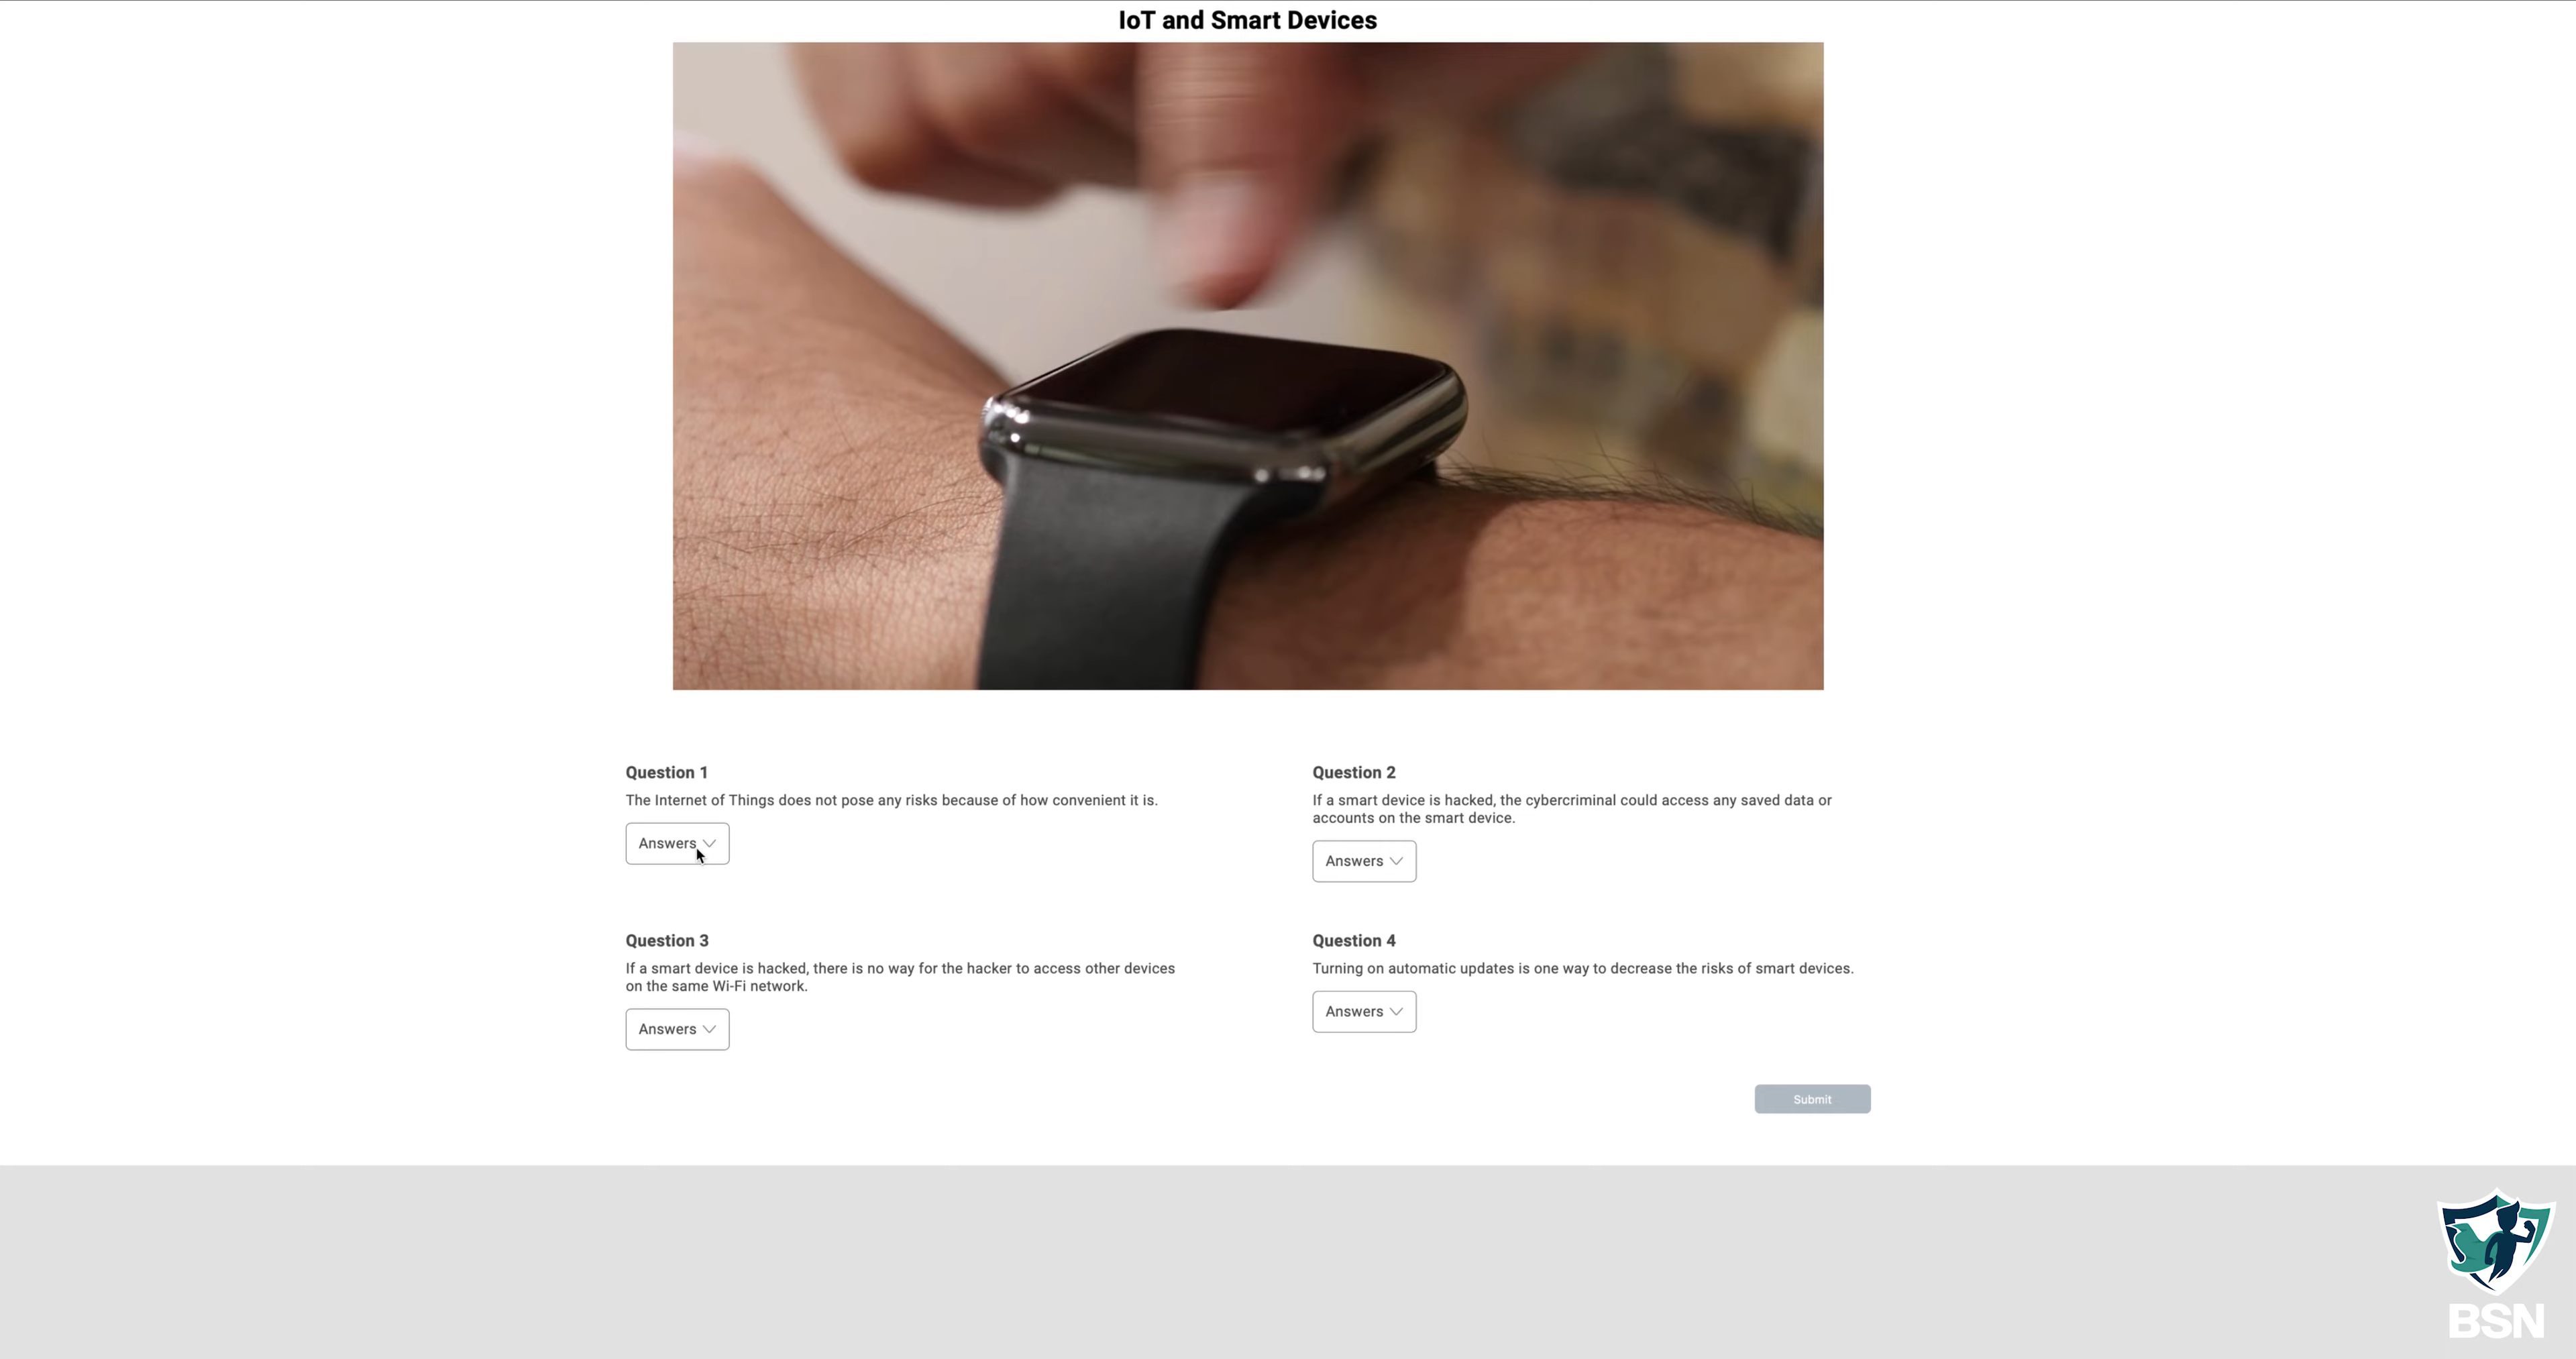 IoT and Smart Devices
Question 1
The Internet of Things does not pose any risks because of how convenient it is.
Answers
Question 2
If a smart device is hacked, the cybercriminal could access any saved data or
accounts on the smart device.
Answers
Question 3
If a smart device is hacked, there is no way for the hacker to access other devices
on the same Wi-Fi network.
Answers
Question 4
Turning on automatic updates is one way to decrease the risks of smart devices.
Answers
Submit
BSN